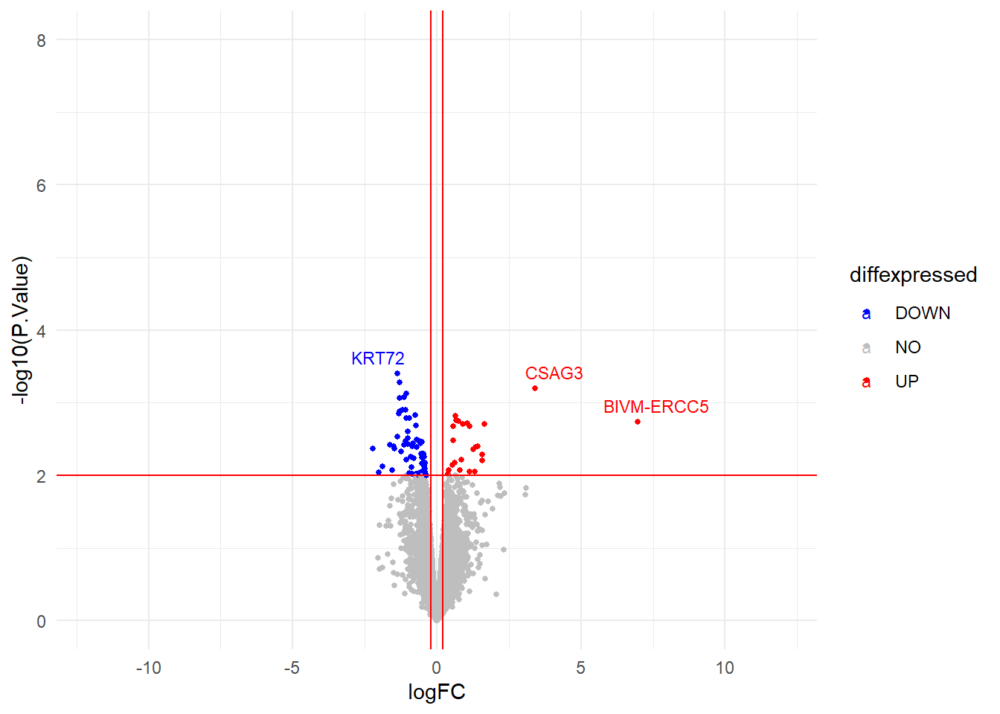 8
6
4
2
0
-log10(P.Value)
KRT72
CSAG3
BIVM-ERCC5
-10
-5
0
5
10
logFC
diffexpressed
a DOWN
a NO
a UP